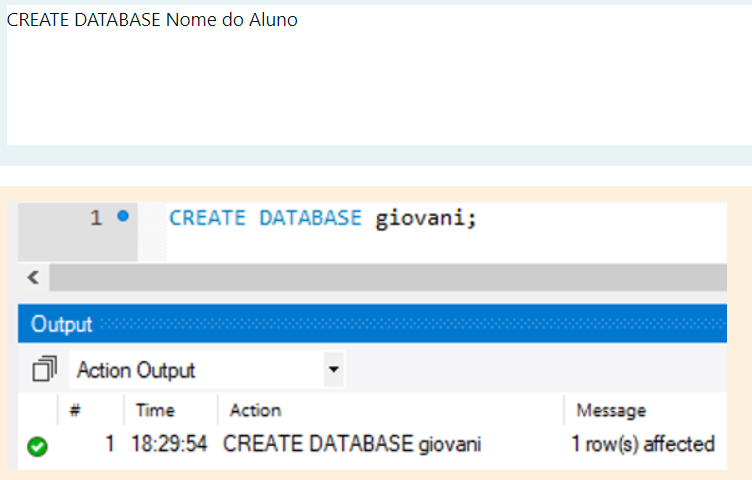 CREATE DATABASE Nome do Aluno
1 CREATE DATABASE giovani;
Output
Action Output
# Time Action Message
1 18:29:54 CREATE DATABASE giovani 1 row(s) affected